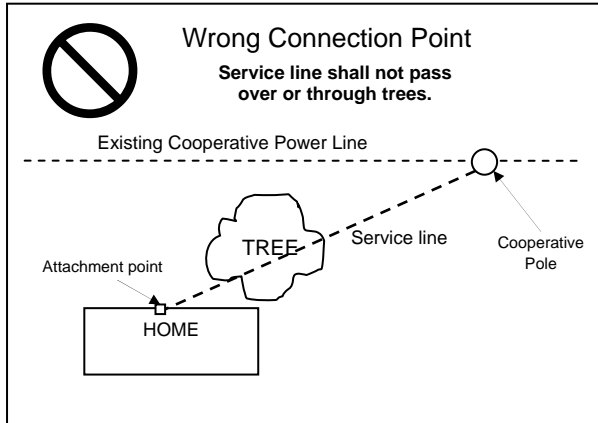 Wrong Connection Point
Service line shall not pass
over or through trees.
Existing Cooperative Power Line
TREE
Service line
Cooperative
Pole
Attachment point
HOME